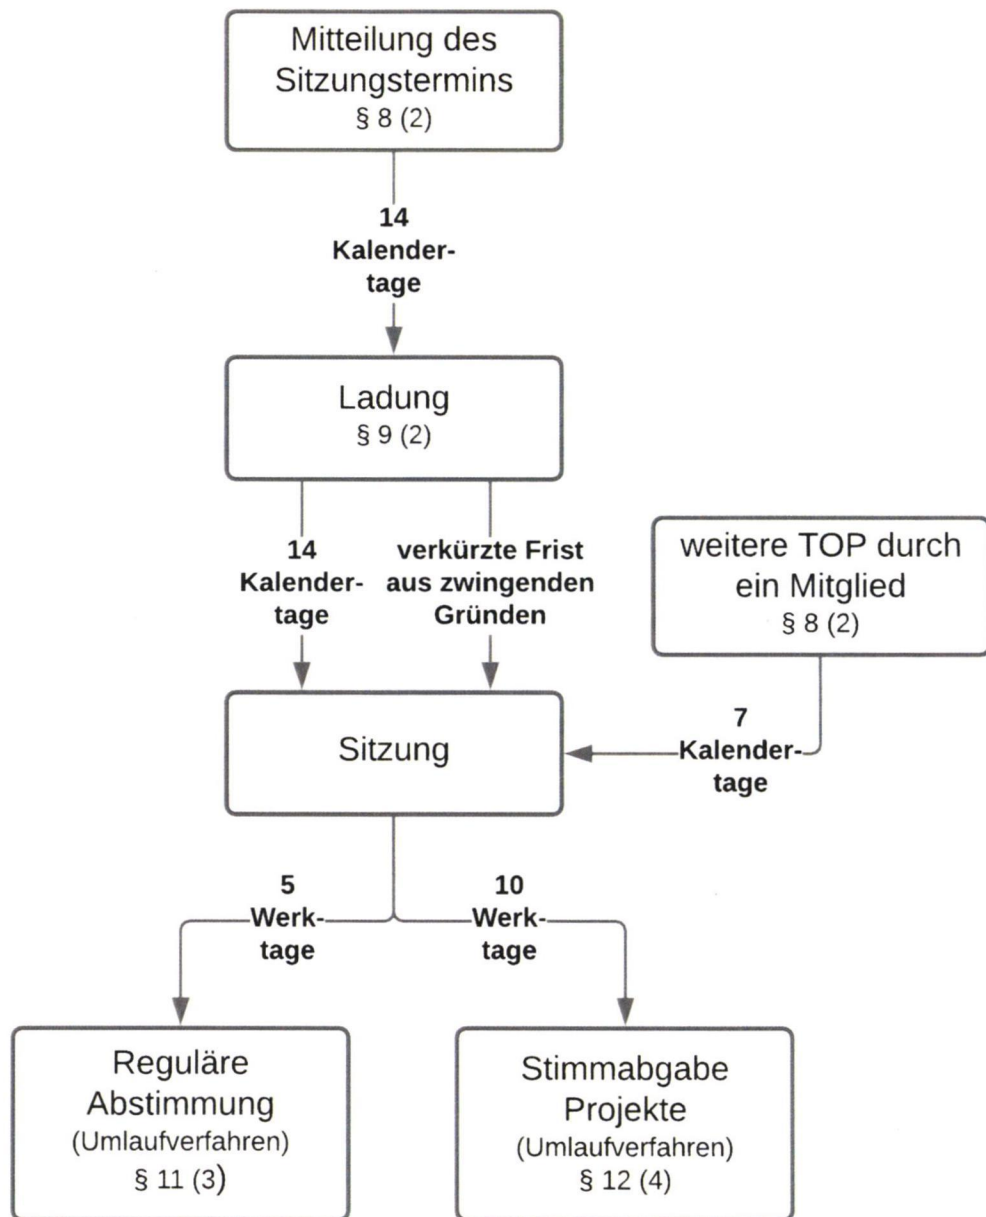 Mitteilung des
Sitzungstermins
§ 8 (2)
14
Kalender-
tage
Ladung
§ 9 (2)
14
Kalender-
tage
verkürzte Frist
aus zwingenden
Gründen
weitere TOP durch
ein Mitglied
§ 8 (2)
Sitzung
7
Kalender-
tage
5
Werk-
tage
10
Werk-
tage
Reguläre
Abstimmung
(Umlaufverfahren)
§ 11 (3)
Stimmabgabe
Projekte
(Umlaufverfahren)
§ 12 (4)